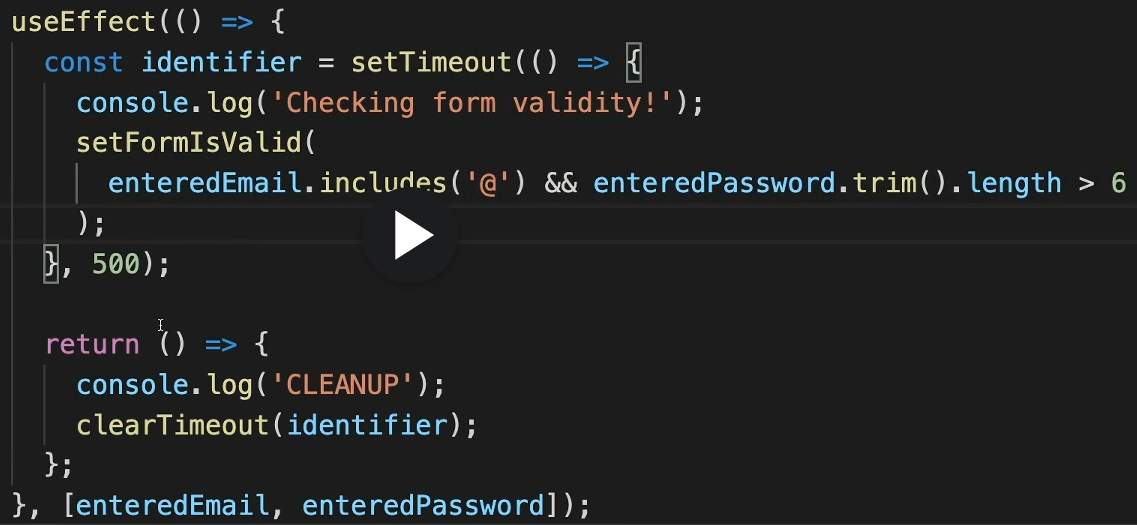 useEffect(() => {
const identifier = setTimeout(() => {
console.log('Checking form validity!');
setFormIsValid(
enteredEmail.includes('@') && enteredPassword.trim().length > 6
);
}, 500);
return () => {
console.log('CLEANUP');
clearTimeout(identifier);
};
}, [enteredEmail, enteredPassword]);